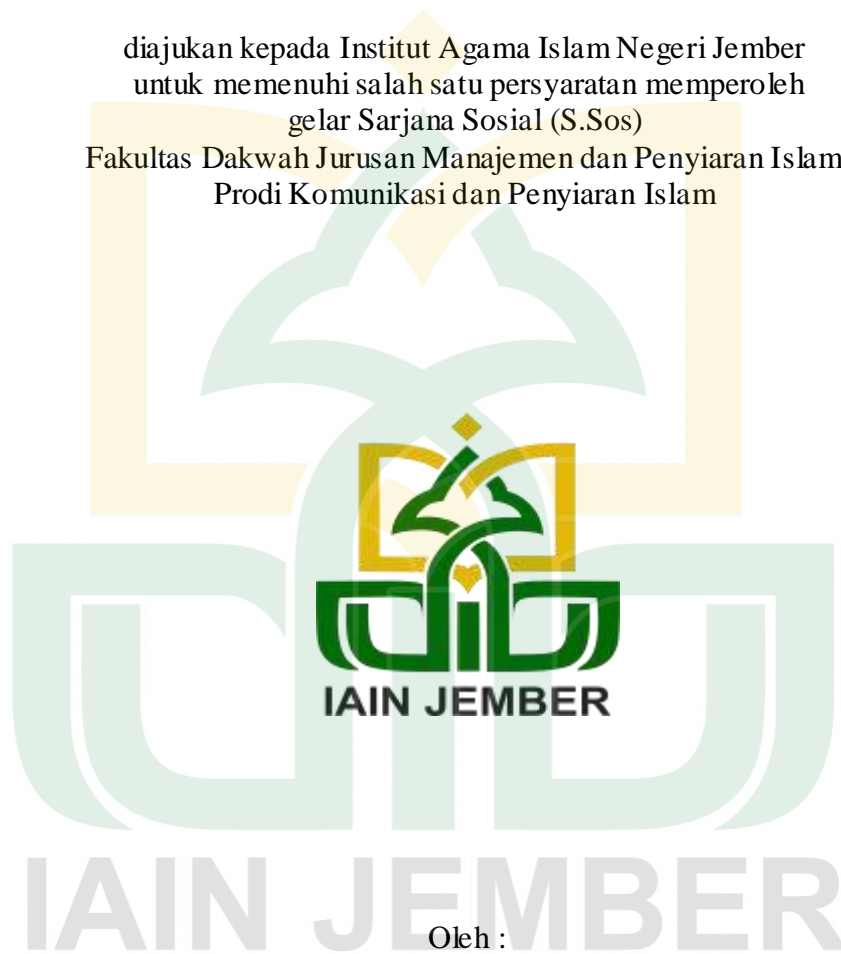 diajukan kepada Institut Agama Islam Negeri Jember
untuk memenuhi salah satu persyaratan memperoleh
gelar Sarjana Sosial (S.Sos)
Fakultas Dakwah Jurusan Manajemen dan Penyiaran Islam
Prodi Komunikasi dan Penyiaran Islam
IAIN JEMBER
IAIN JEMBER
Oleh :